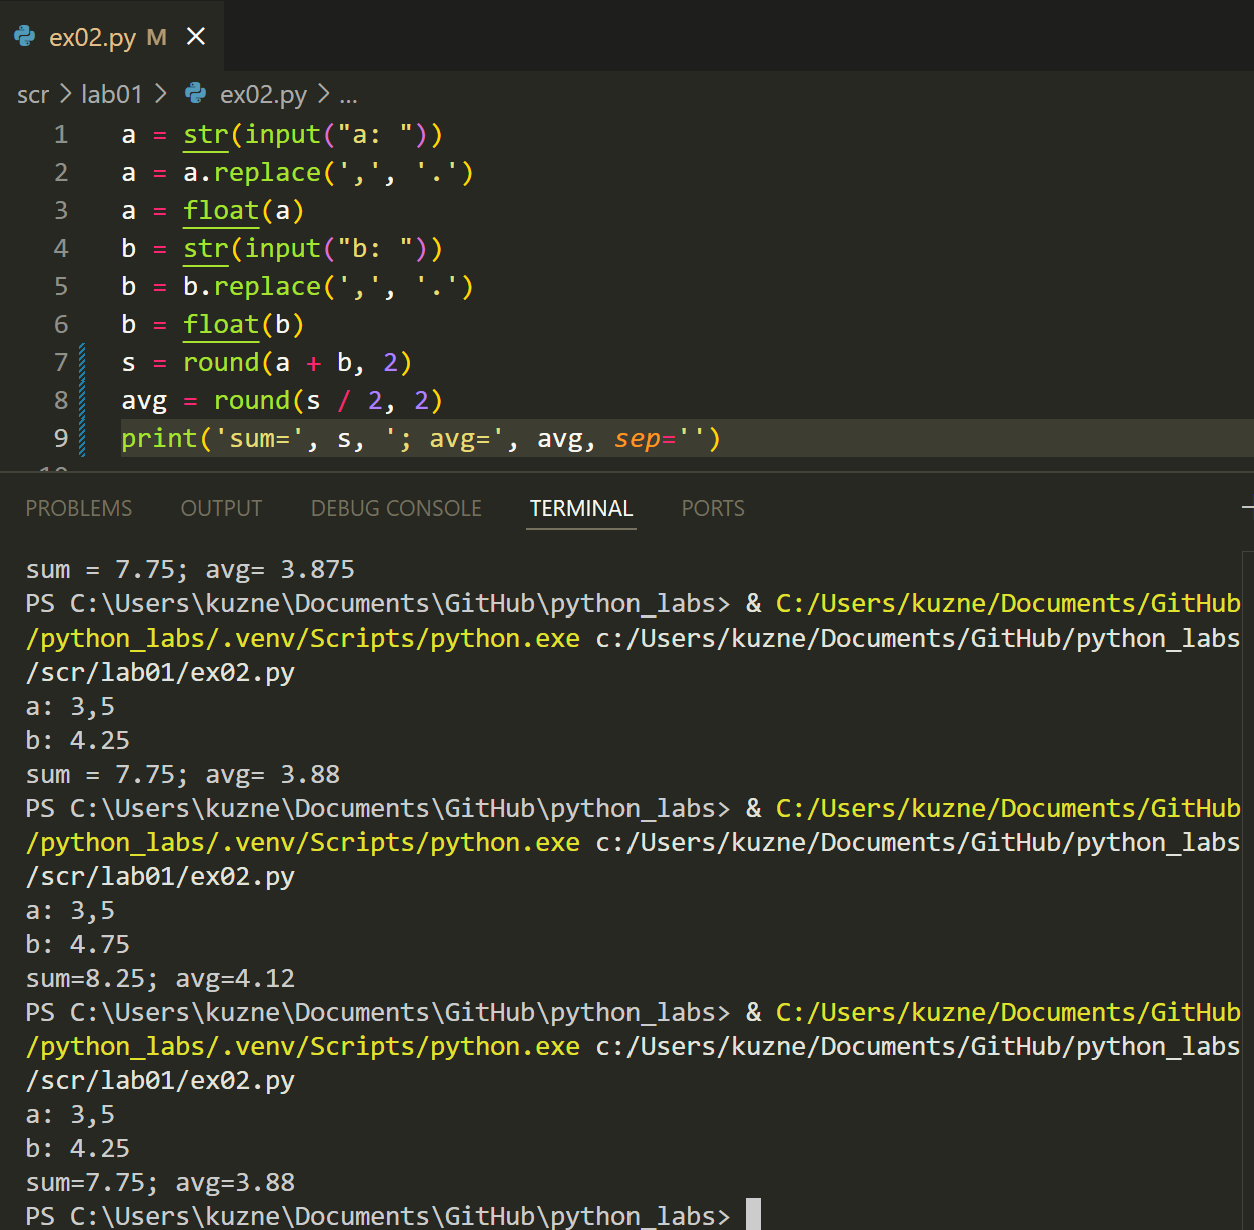 ex02.py M
scr > lab01 > ex02.py > ...
1 a = str(input("a: "))
2 a = a.replace(',', '.')
3 a = float(a)
4 b = str(input("b: "))
5 b = b.replace(',', '.')
6 b = float(b)
7 s = round(a + b, 2)
8 avg = round(s / 2, 2)
9 print('sum=', s, '; avg=', avg, sep='')
PROBLEMS OUTPUT DEBUG CONSOLE TERMINAL PORTS
sum = 7.75; avg= 3.875
PS C:\Users\kuzne\Documents\GitHub\python_labs> & C:/Users/kuzne/Documents/GitHub
/python_labs/.venv/Scripts/python.exe c:/Users/kuzne/Documents/GitHub/python_labs
/scr/lab01/ex02.py
a: 3,5
b: 4.25
sum = 7.75; avg= 3.88
PS C:\Users\kuzne\Documents\GitHub\python_labs> & C:/Users/kuzne/Documents/GitHub
/python_labs/.venv/Scripts/python.exe c:/Users/kuzne/Documents/GitHub/python_labs
/scr/lab01/ex02.py
a: 3,5
b: 4.75
sum=8.25; avg=4.12
PS C:\Users\kuzne\Documents\GitHub\python_labs> & C:/Users/kuzne/Documents/GitHub
/python_labs/.venv/Scripts/python.exe c:/Users/kuzne/Documents/GitHub/python_labs
/scr/lab01/ex02.py
a: 3,5
b: 4.25
sum=7.75; avg=3.88
PS C:\Users\kuzne\Documents\GitHub\python_labs>